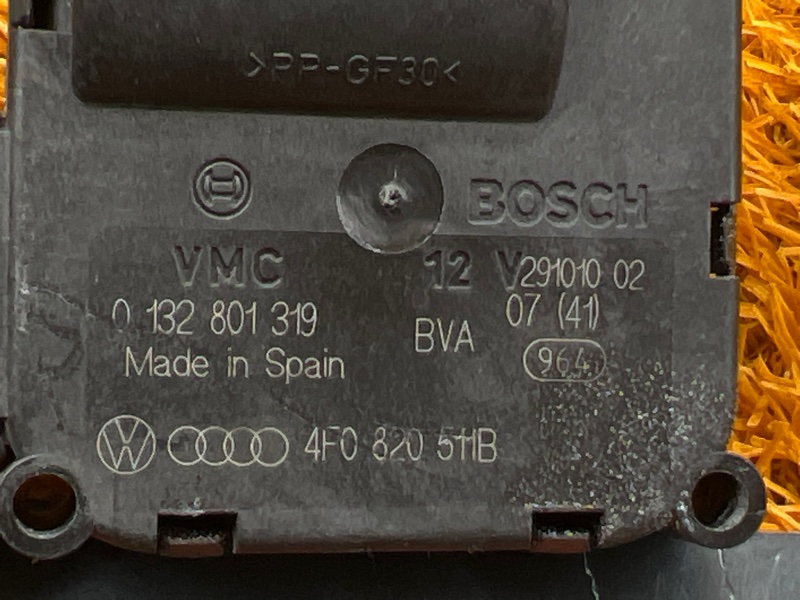 >PP-GF30<
BOSCH
VMC 12 V 291010 02
0 132 801 319 BVA 07 (41)
Made in Spain 964
4F0 820 511B